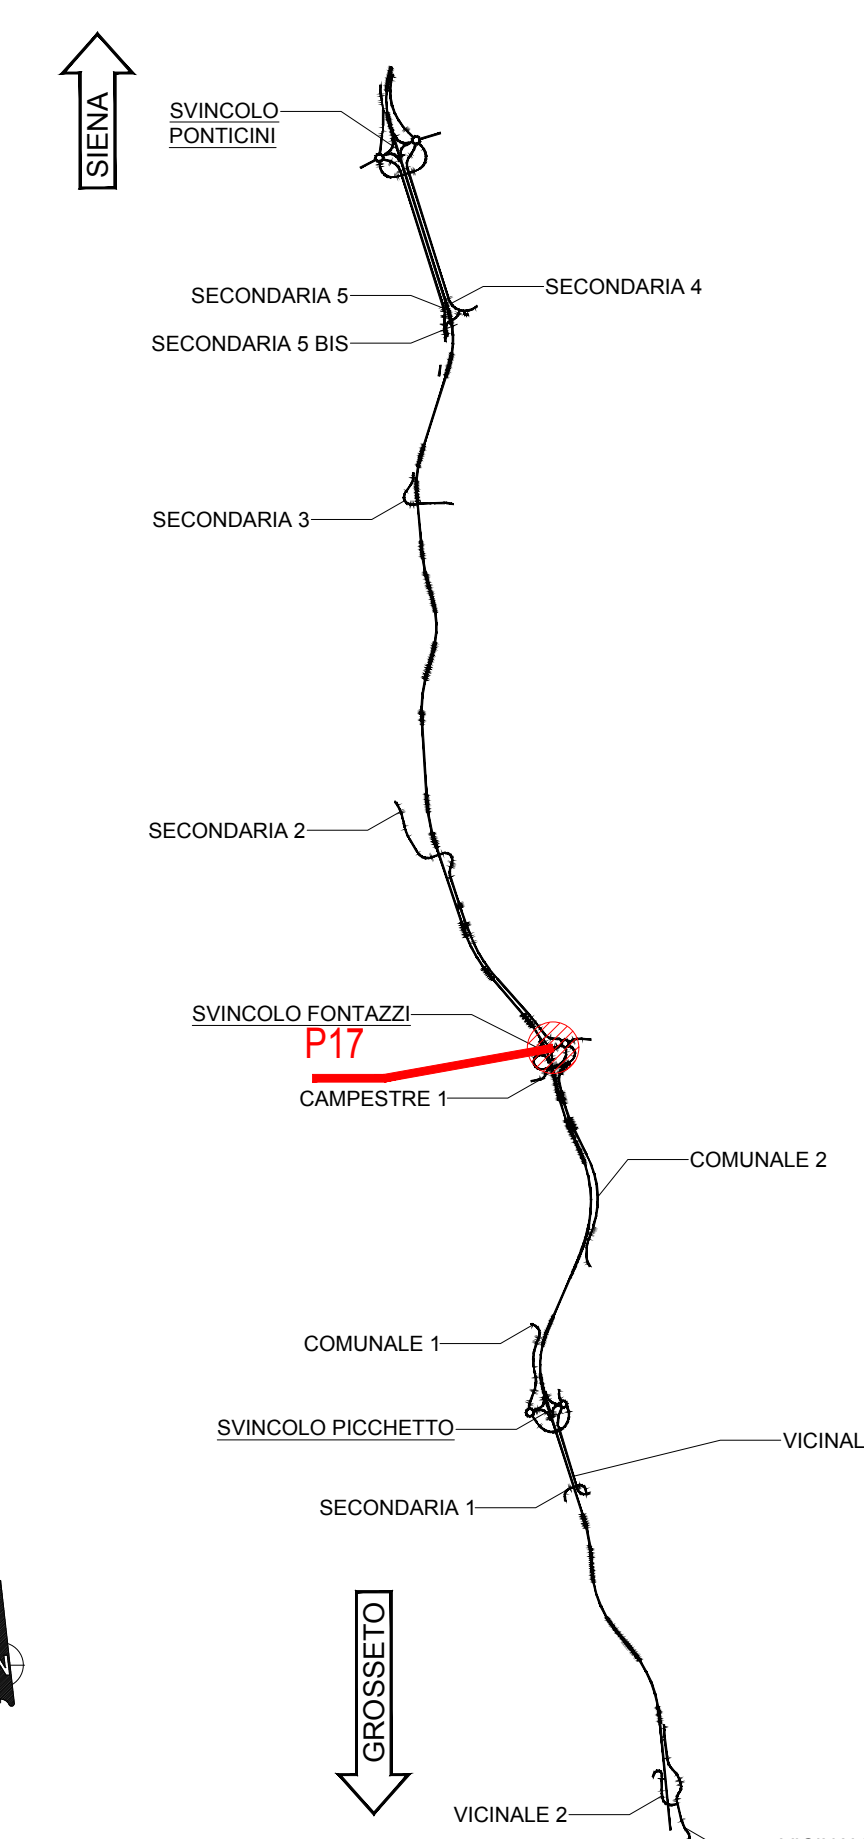 SIENA
SVINCOLO
PONTICINI
SECONDARIA 5
SECONDARIA 4
SECONDARIA 5 BIS
SECONDARIA 3
SECONDARIA 2
SVINCOLO FONTAZZI
P17
CAMPESTRE 1
COMUNALE 2
COMUNALE 1
SVINCOLO PICCHETTO
VICINAL
SECONDARIA 1
GROSSETO
VICINALE 2